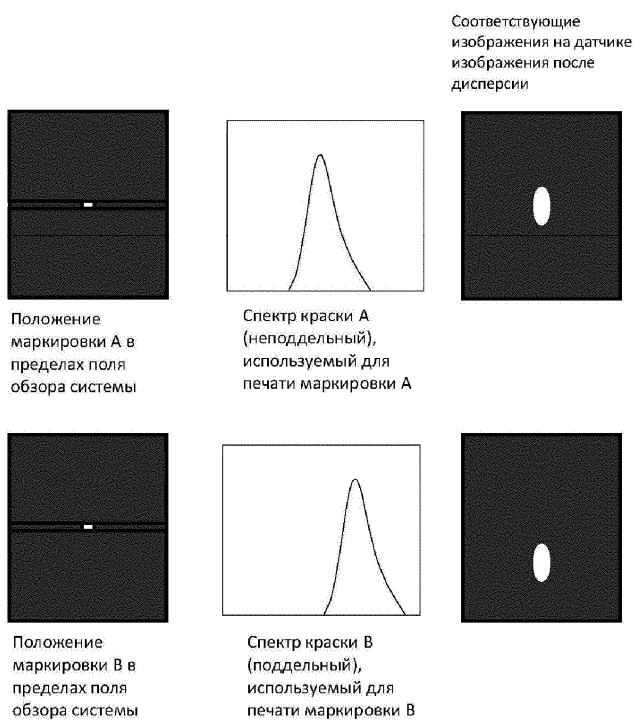 Соответствующие
изображения на датчике
изображения после
дисперсии
Положение
маркировки А в
пределах поля
обзора системы
Спектр краски А
(неподдельный),
используемый для
печати маркировки А
Положение
маркировки В в
пределах поля
обзора системы
Спектр краски В
(поддельный),
используемый для
печати маркировки В